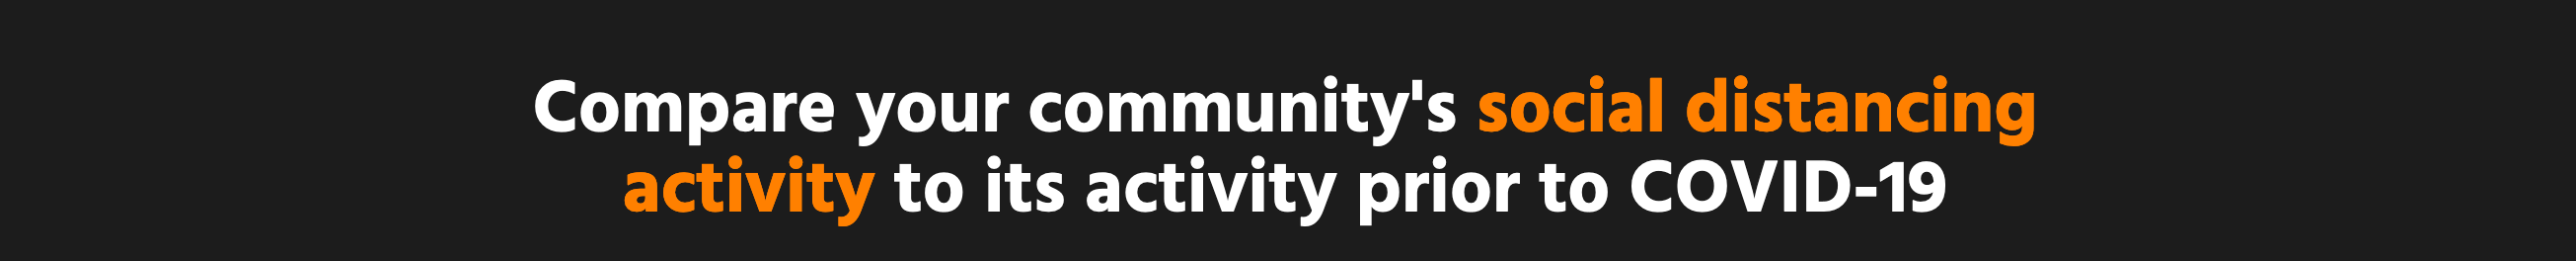 Compare your community's social distancing
activity to its activity prior to COVID-19